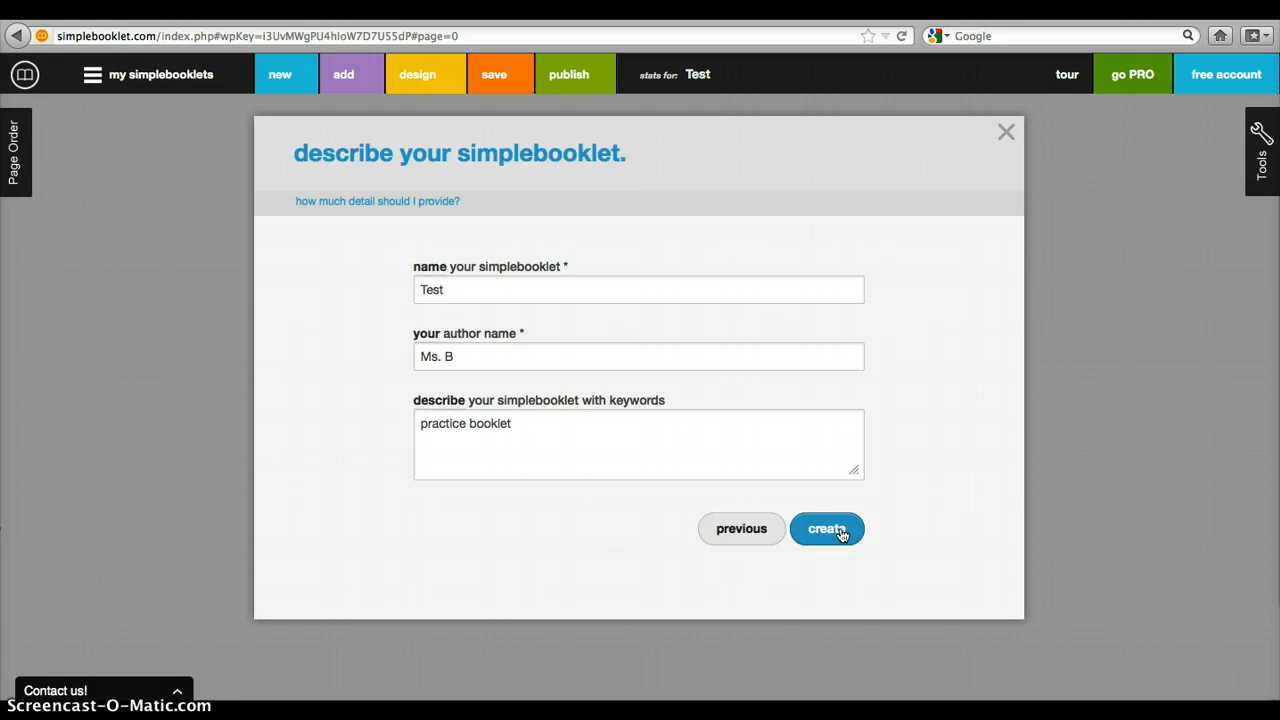 simplebooklet.com/index.php#wpKey=i3UvMWgPU4hIoW7D7U55dP#page=0
Google
my simplebooklets new add design save publish stats for: Test tour go PRO free account
Page Order
Tools
describe your simplebooklet.
how much detail should I provide?
name your simplebooklet *
Test
your author name *
Ms. B
describe your simplebooklet with keywords
practice booklet
previous create
Contact us!
Screencast-O-Matic.com